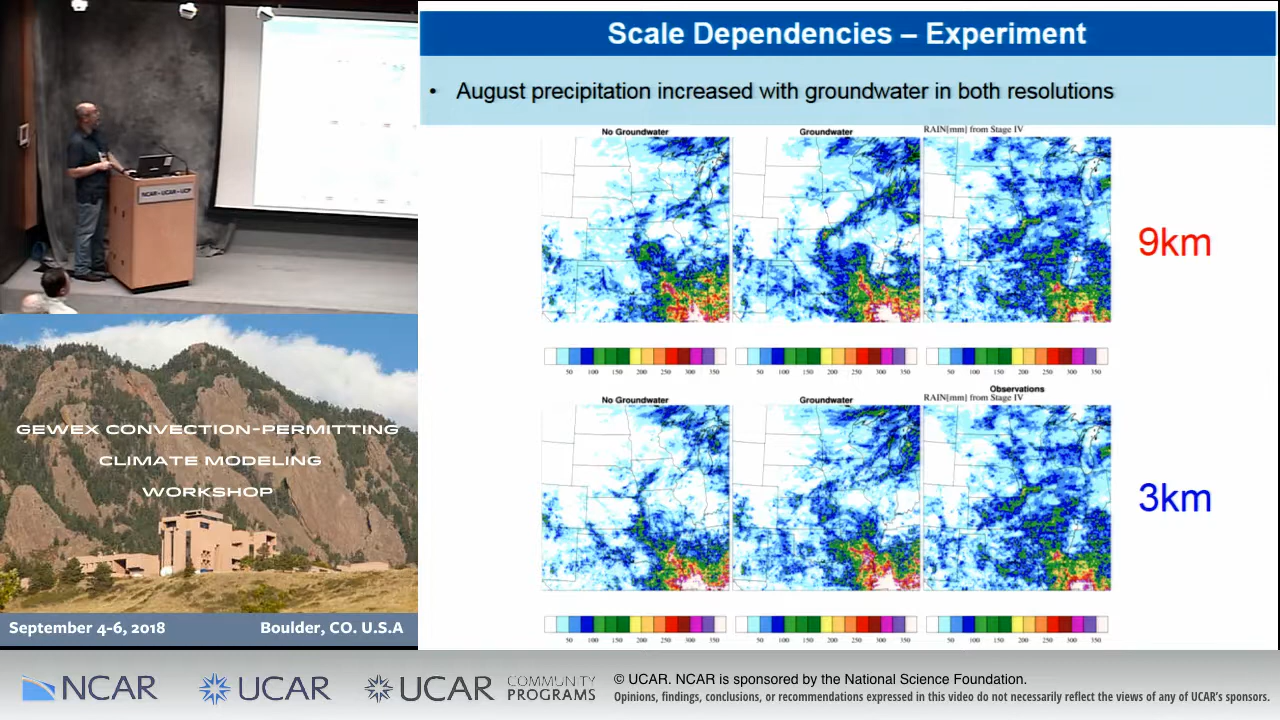 Scale Dependencies – Experiment
• August precipitation increased with groundwater in both resolutions
No Groundwater
Groundwater
RAIN[mm] from Stage IV
9km
50 100 150 200 250 300 350
50 100 150 200 250 300 350
50 100 150 200 250 300 350
Observations
No Groundwater
Groundwater
RAIN[mm] from Stage IV
3km
50 100 150 200 250 300 350
50 100 150 200 250 300 350
50 100 150 200 250 300 350
NCAR • UCAR • UCP
GEWEX CONVECTION-PERMITTING
CLIMATE MODELING
WORKSHOP
September 4-6, 2018
Boulder, CO. U.S.A
NCAR
UCAR
UCAR
COMMUNITY
PROGRAMS
© UCAR. NCAR is sponsored by the National Science Foundation.
Opinions, findings, conclusions, or recommendations expressed in this video do not necessarily reflect the views of any of UCAR's sponsors.